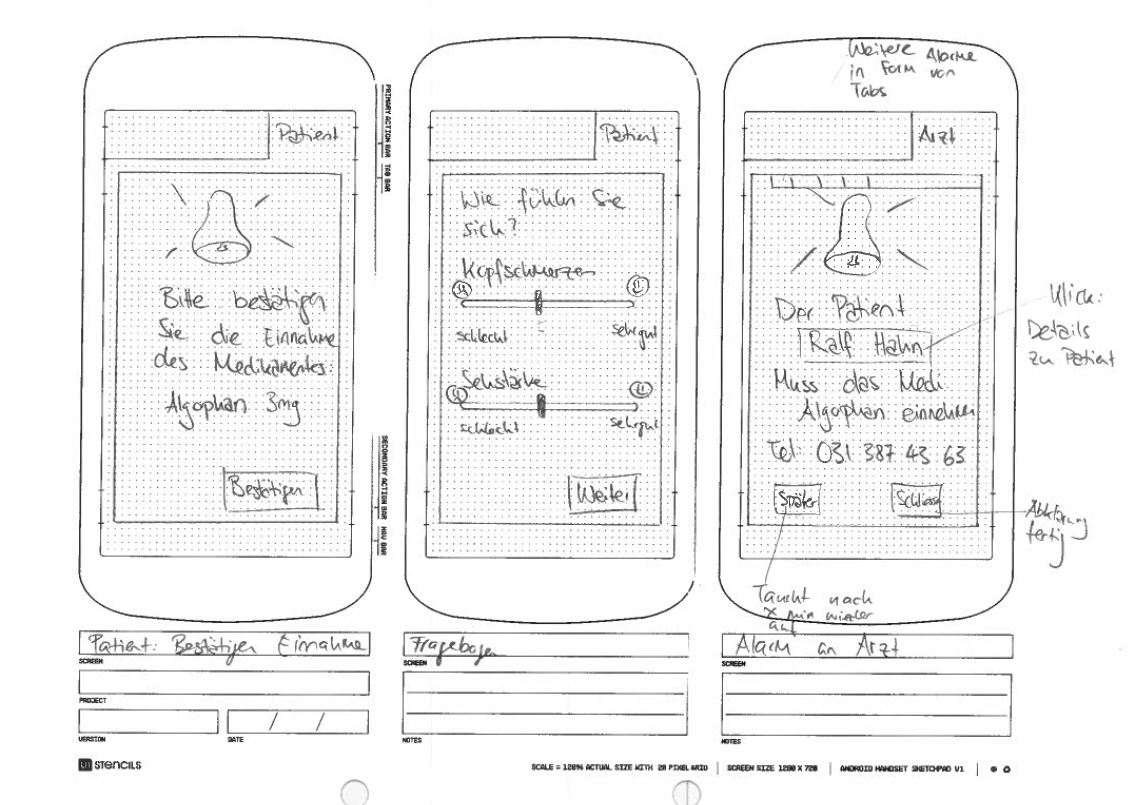 Weitere Alarme
in Form von
Tabs
Patient
Bitte bestätigen
Sie die Einnahme
des Medikamentes:
Algophan 3mg
Bestätigen
PRIMARY ACTION BAR
TAB BAR
SECONDARY ACTION BAR
NAV BAR
Patient: Bestätigen Einnahme
SCREEN
PROJECT
/ /
VERSION
DATE
Patient
Wie fühlen Sie
sich?
Kopfschmerzen
schlecht
sehr gut
Sehstärke
schlecht
sehr gut
Weiter
Fragebogen
SCREEN
NOTES
Arzt
Der Patient
Ralf Hahn
Muss das Medi
Algophan einnehmen
Tel: 031 387 43 63
Später
Schliessen
Klick:
Details
zu Patient
Abklärung
fertig
Taucht nach
X min wieder
auf
Alarm an Arzt
SCREEN
NOTES
UI STENCILS
SCALE = 120% ACTUAL SIZE WITH 20 PIXEL GRID
SCREEN SIZE 1280 X 720
ANDROID HANDSET SKETCHPAD V1